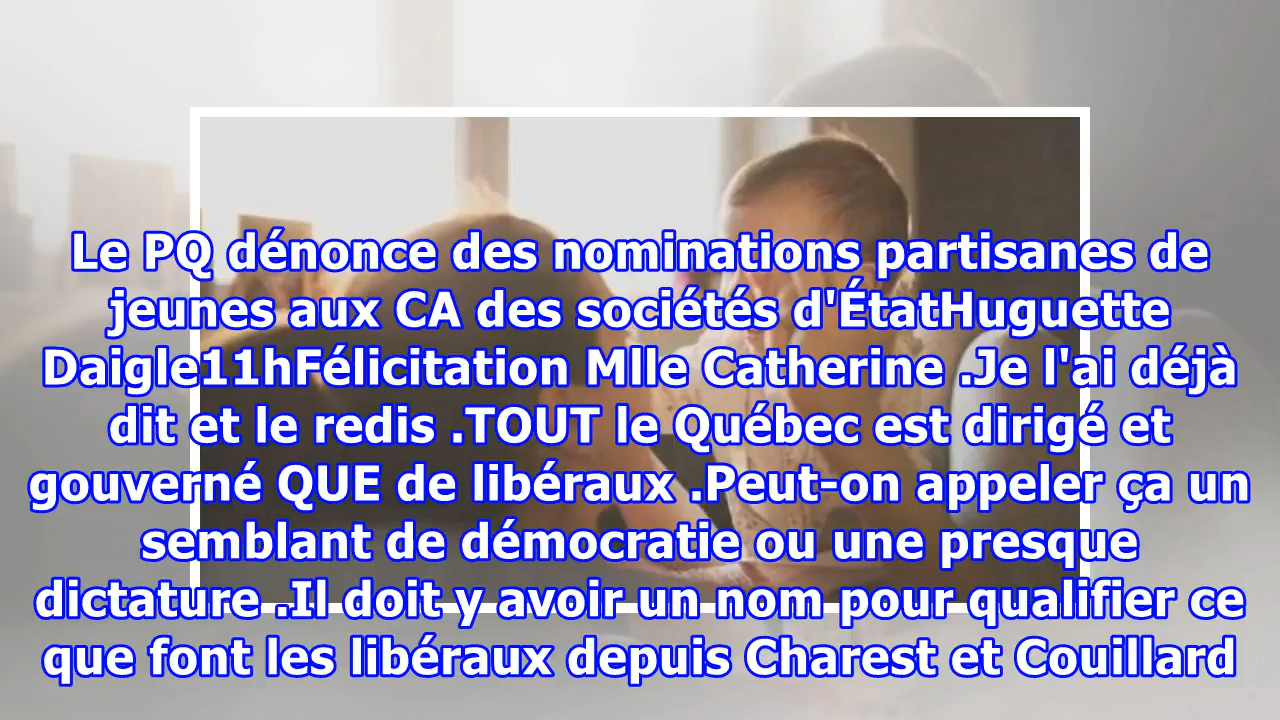 Le PQ dénonce des nominations partisanes de
jeunes aux CA des sociétés d'ÉtatHuguette
Daigle11hFélicitation Mlle Catherine .Je l'ai déjà
dit et le redis .TOUT le Québec est dirigé et
gouverné QUE de libéraux .Peut-on appeler ça un
semblant de démocratie ou une presque
dictature .Il doit y avoir un nom pour qualifier ce
que font les libéraux depuis Charest et Couillard